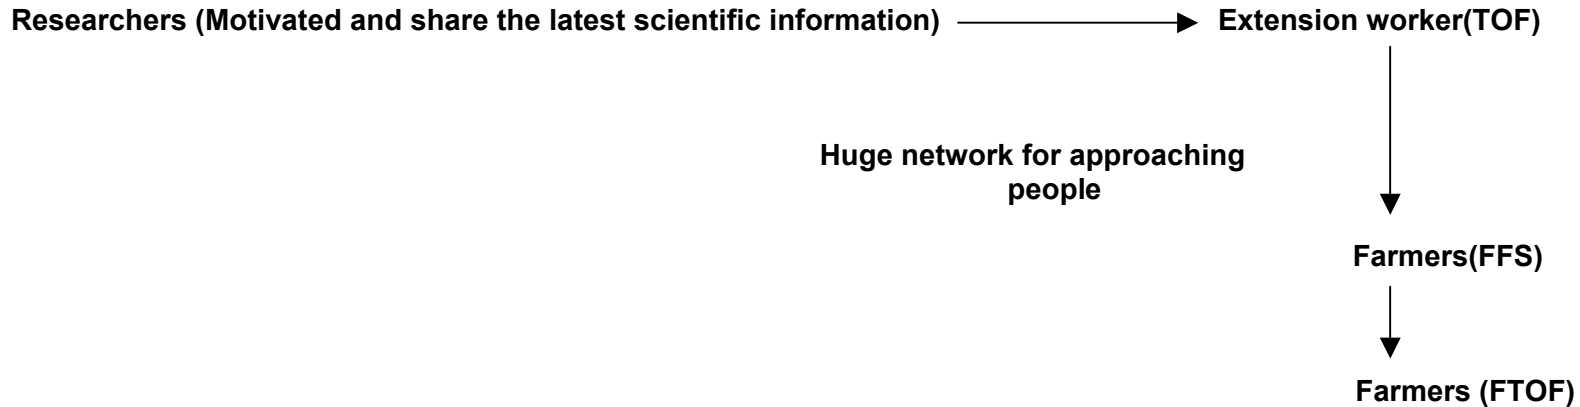 Researchers (Motivated and share the latest scientific information)
Extension worker(TOF)
Huge network for approaching
people
Farmers(FFS)
Farmers (FTOF)